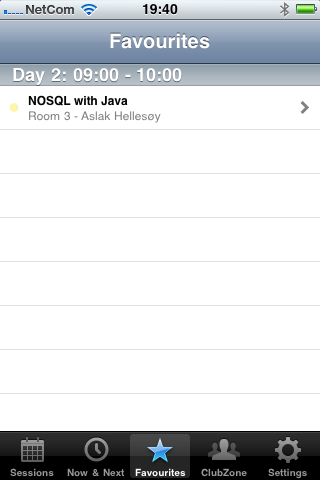 NetCom 19:40
Favourites
Day 2: 09:00 - 10:00
NOSQL with Java
Room 3 - Aslak Hellesøy
Sessions Now & Next Favourites ClubZone Settings